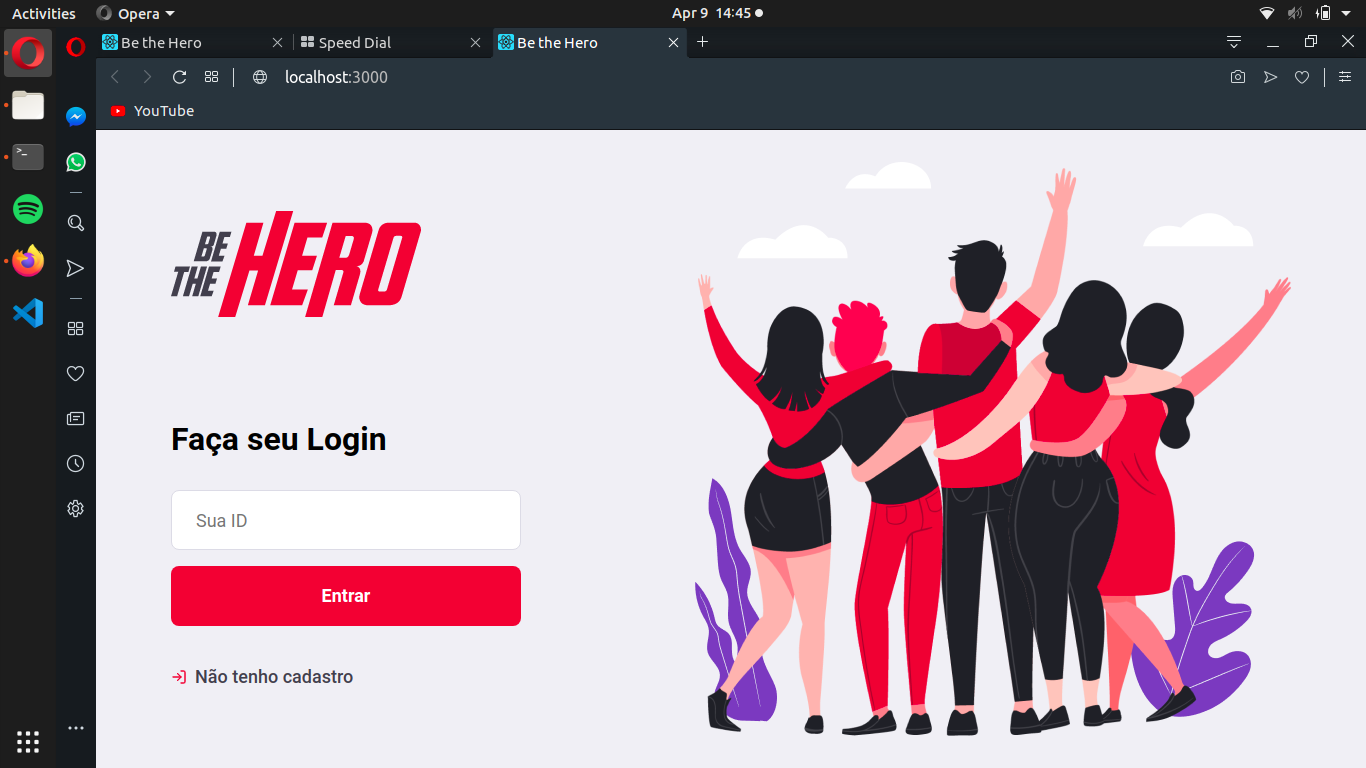 Activities Opera Apr 9 14:45
Be the Hero Speed Dial Be the Hero
localhost:3000
YouTube
BE
THE HERO
Faça seu Login
Sua ID
Entrar
Não tenho cadastro